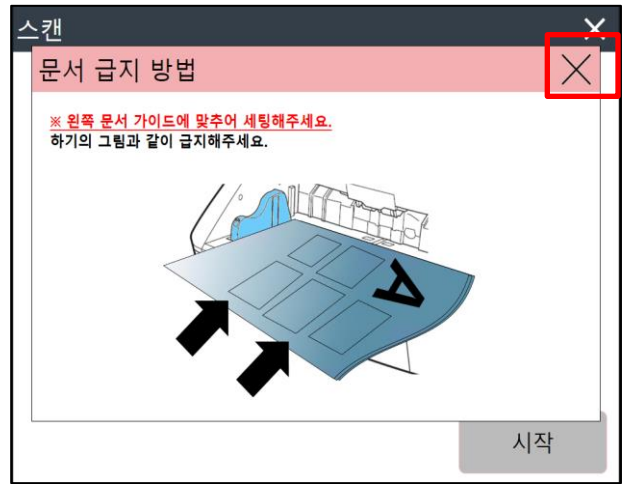 스캔
문서 급지 방법
※ 왼쪽 문서 가이드에 맞추어 세팅해주세요.
하기의 그림과 같이 급지해주세요.
A
시작